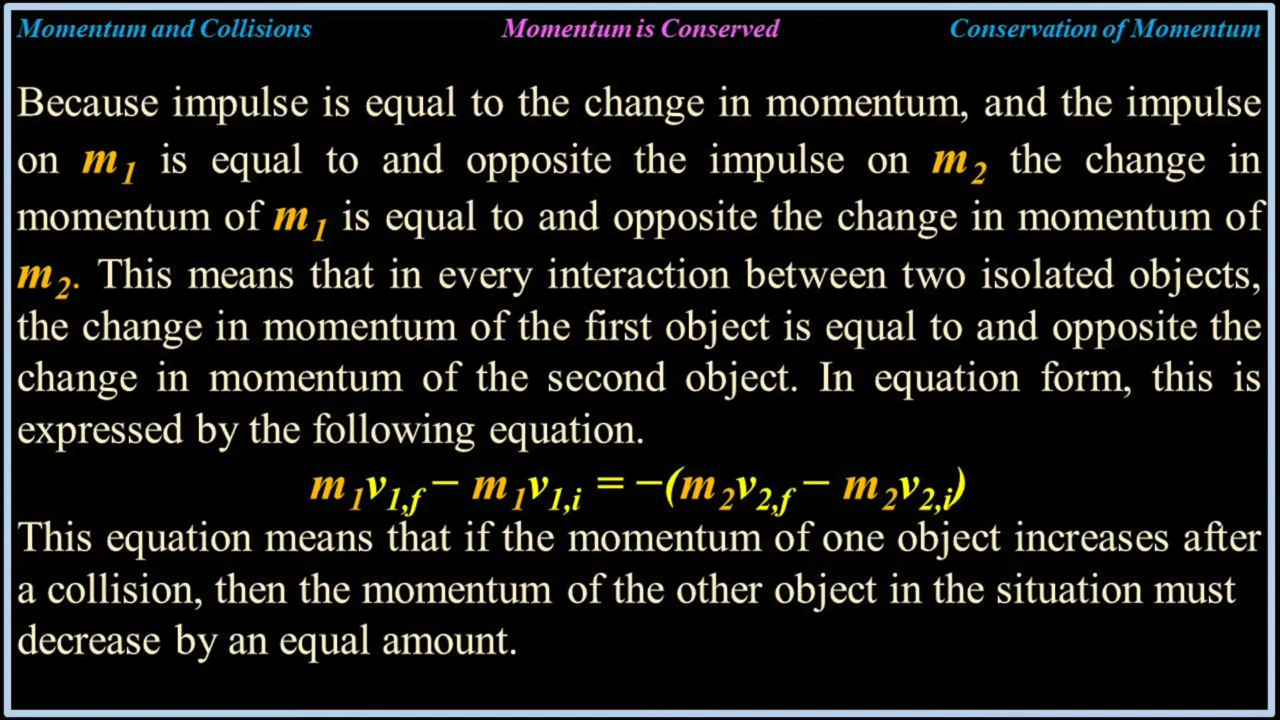 Momentum and Collisions Momentum is Conserved Conservation of Momentum
Because impulse is equal to the change in momentum, and the impulse
on m₁ is equal to and opposite the impulse on m₂ the change in
momentum of m₁ is equal to and opposite the change in momentum of
m₂. This means that in every interaction between two isolated objects,
the change in momentum of the first object is equal to and opposite the
change in momentum of the second object. In equation form, this is
expressed by the following equation.
m₁v₁,f − m₁v₁,i = −(m₂v₂,f − m₂v₂,i)
This equation means that if the momentum of one object increases after
a collision, then the momentum of the other object in the situation must
decrease by an equal amount.